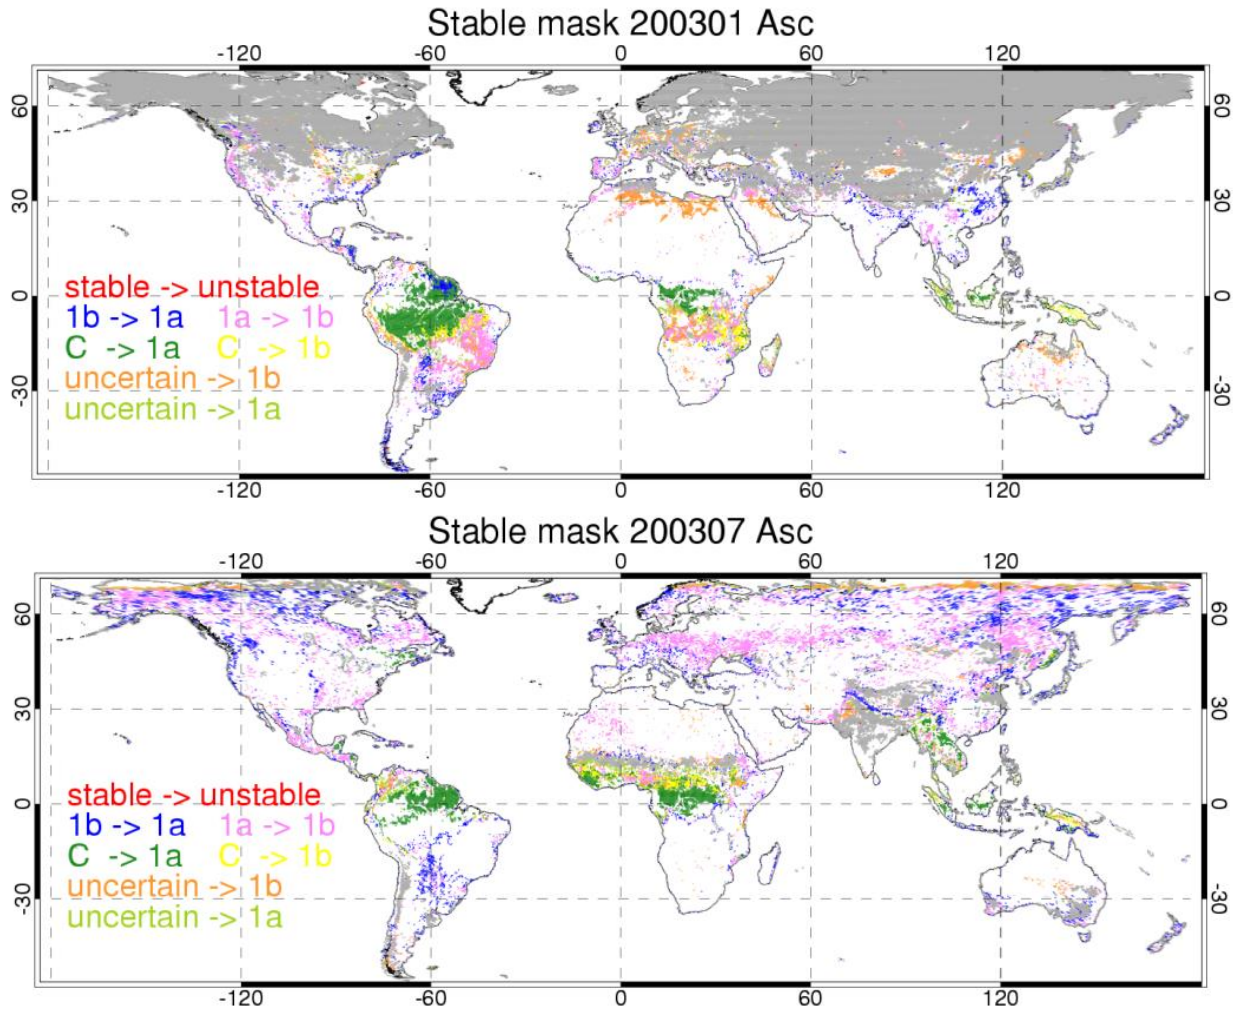 Stable mask 200301 Asc
-120 -60 0 60 120
60 60
30 30
stable -> unstable
0 0
1b -> 1a 1a -> 1b
C -> 1a C -> 1b
uncertain -> 1b
-30 -30
uncertain -> 1a
-120 -60 0 60 120
Stable mask 200307 Asc
-120 -60 0 60 120
60 60
30 30
stable -> unstable
0 0
1b -> 1a 1a -> 1b
C -> 1a C -> 1b
uncertain -> 1b
-30 -30
uncertain -> 1a
-120 -60 0 60 120